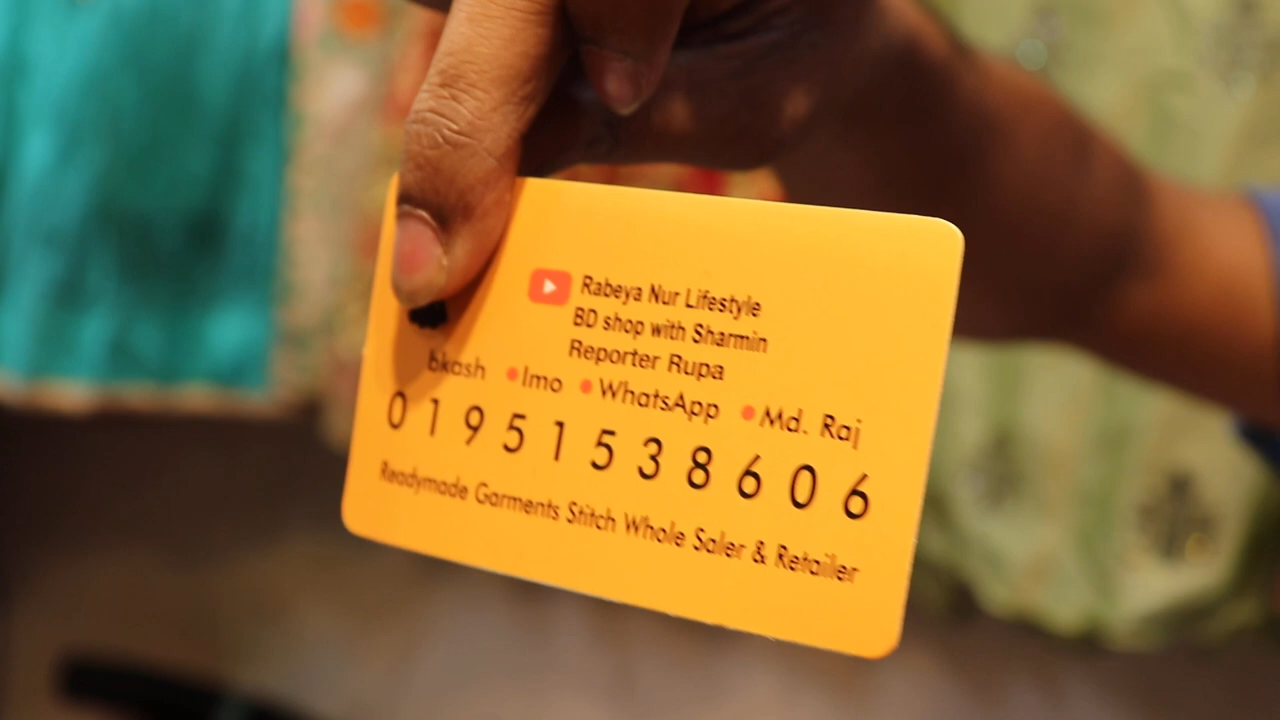 Rabeya Nur Lifestyle
BD shop with Sharmin
Reporter Rupa
bkash •Imo •WhatsApp •Md. Raj
01951538606
Readymade Garments Stitch Whole Saler & Retailer